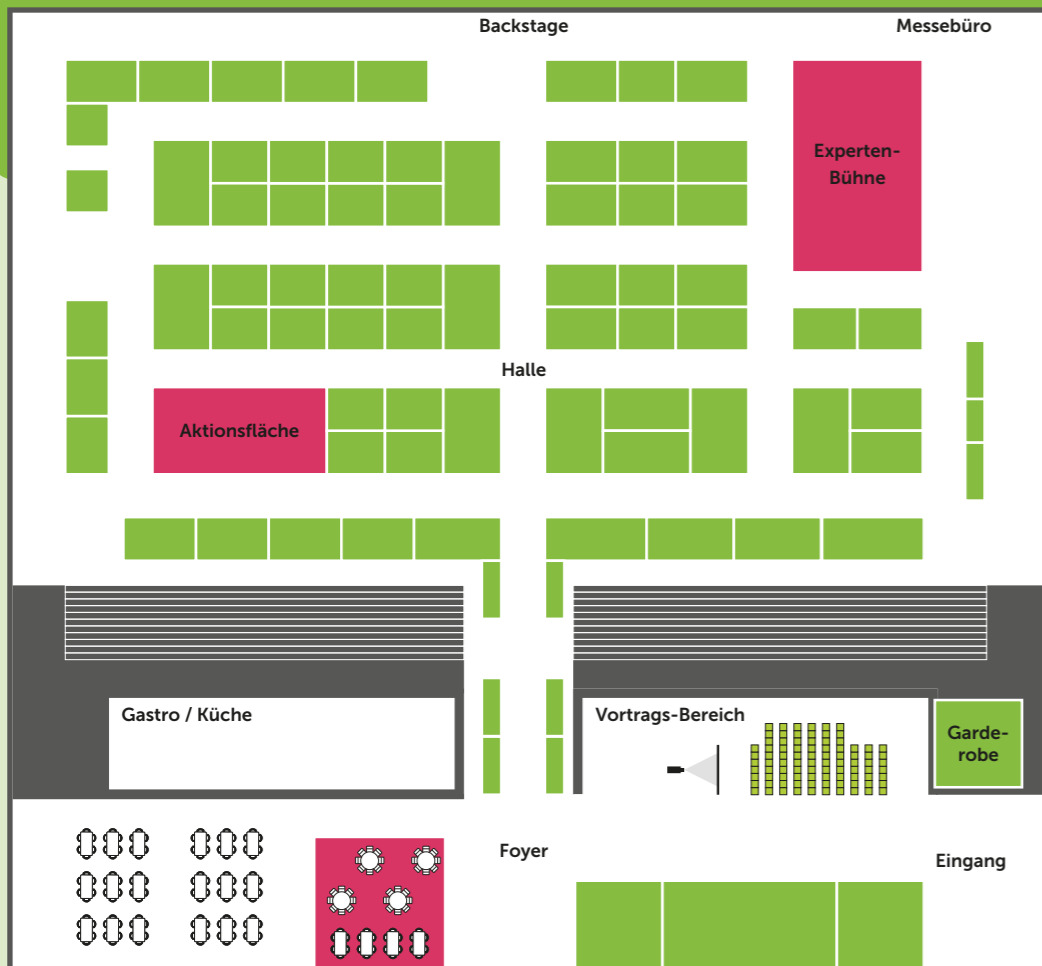 Backstage
Messebüro
Experten-
Bühne
Halle
Aktionsfläche
Gastro / Küche
Vortrags-Bereich
Garde-
robe
Foyer
Eingang